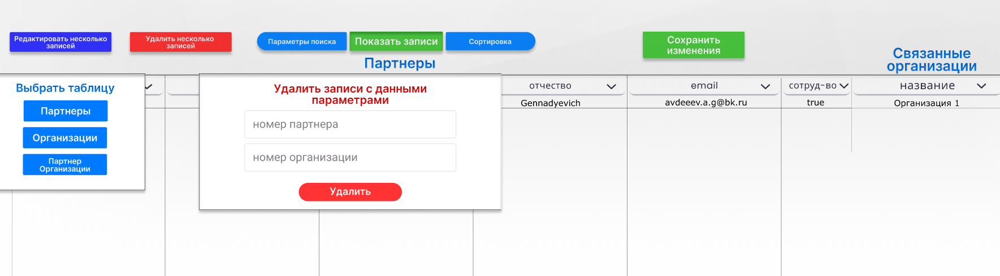 Редактировать несколько
записей
Удалить несколько
записей
Параметры поиска
Показать записи
Сортировка
Сохранить
изменения
Партнеры
Связанные
организации
Выбрать таблицу
Партнеры
Организации
Партнер
Организации
Удалить записи с данными
параметрами
номер партнера
номер организации
Удалить
отчество
email
сотруд-во
название
Gennadyevich
avdeeev.a.g@bk.ru
true
Организация 1